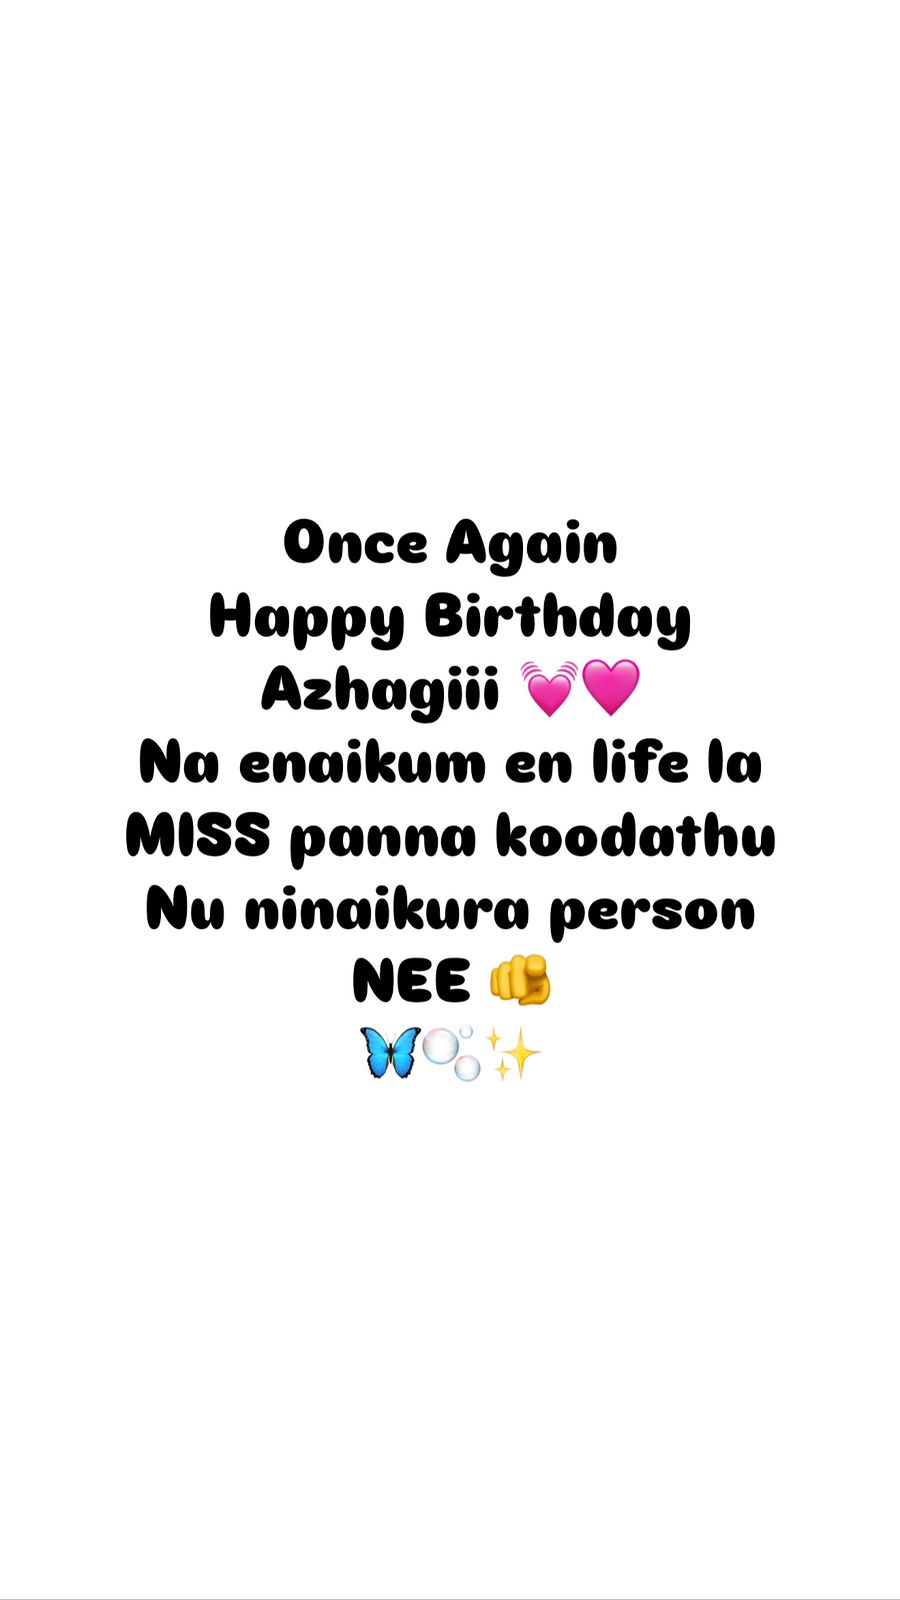 Once Again
Happy Birthday
Azhagiii 💓🩷
Na enaikum en life la
MISS panna koodathu
Nu ninaikura person
NEE 🫵
🦋🫧✨